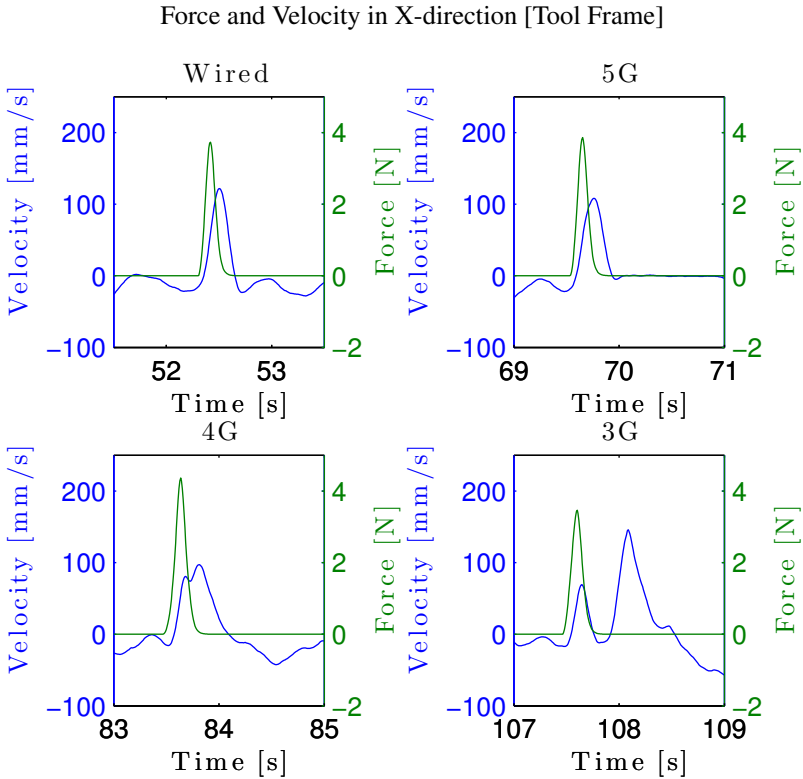 Force and Velocity in X-direction [Tool Frame]
Wired
Velocity [mm/s]
200
100
0
−100
4
2
0
−2
Force [N]
52 53
Time [s]
5G
Velocity [mm/s]
200
100
0
−100
4
2
0
−2
Force [N]
69 70 71
Time [s]
4G
Velocity [mm/s]
200
100
0
−100
4
2
0
−2
Force [N]
83 84 85
Time [s]
3G
Velocity [mm/s]
200
100
0
−100
4
2
0
−2
Force [N]
107 108 109
Time [s]